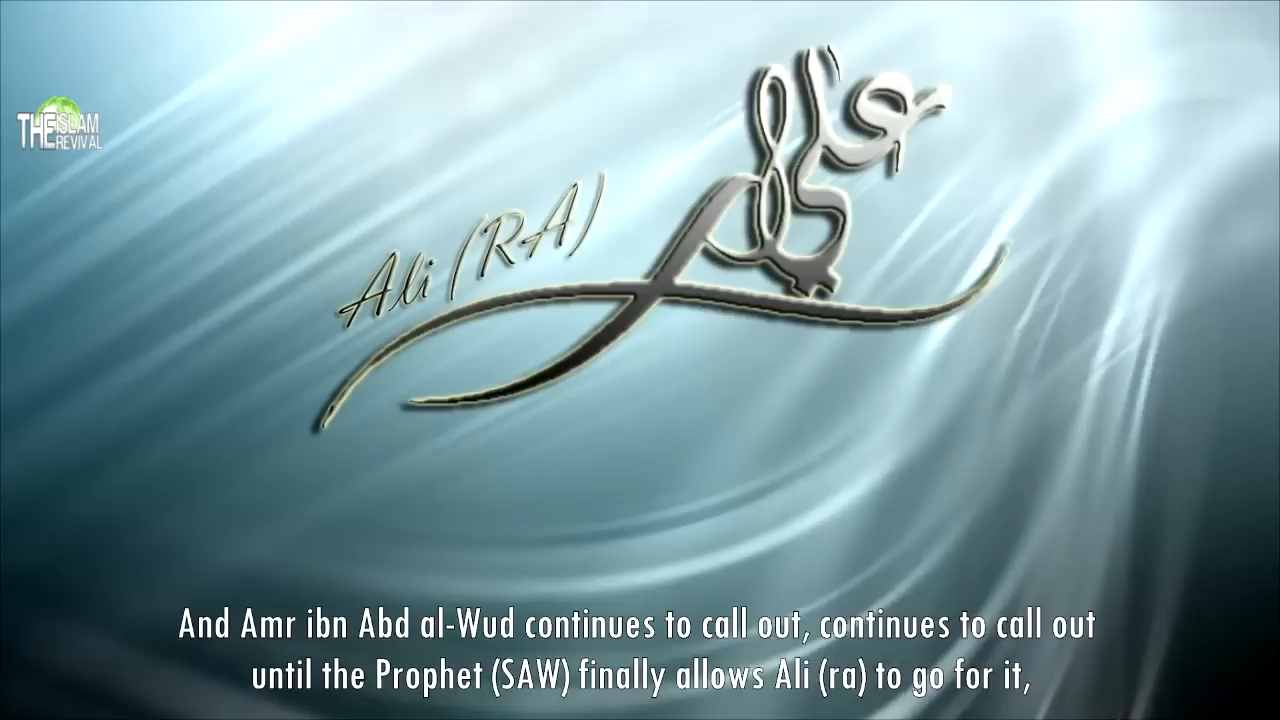 THE ISLAM
REVIVAL
علي
Ali (RA)
And Amr ibn Abd al-Wud continues to call out, continues to call out
until the Prophet (SAW) finally allows Ali (ra) to go for it,